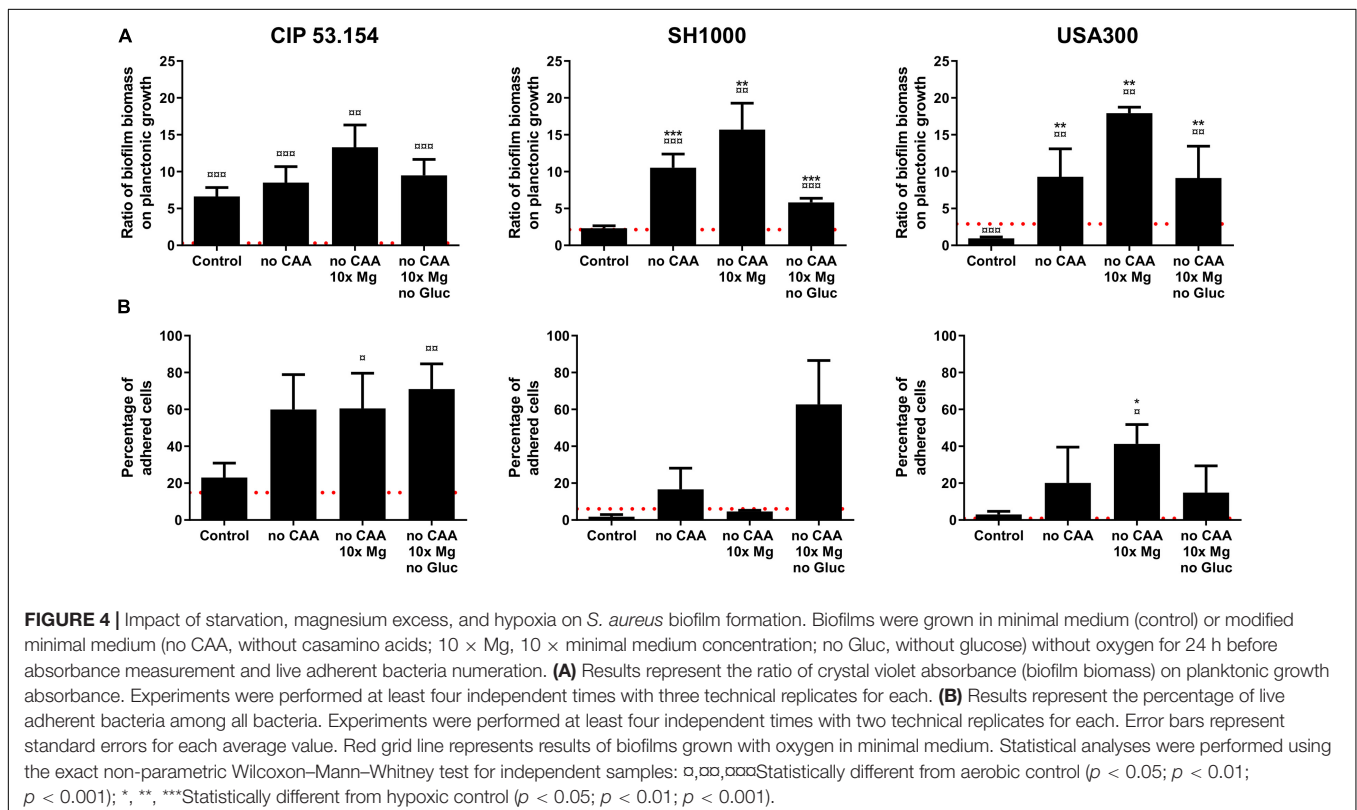 A
CIP 53.154
SH1000
USA300
Ratio of biofilm biomass
on planktonic growth
25
20
15
10
5
0
¤¤¤
¤¤¤
¤¤
¤¤¤
Control
no CAA
no CAA
10x Mg
no CAA
10x Mg
no Gluc
Ratio of biofilm biomass
on planktonic growth
25
20
15
10
5
0
***
¤¤¤
**
¤¤
***
¤¤¤
Control
no CAA
no CAA
10x Mg
no CAA
10x Mg
no Gluc
Ratio of biofilm biomass
on planktonic growth
25
20
15
10
5
0
¤¤¤
**
¤¤
**
¤¤
**
¤¤
Control
no CAA
no CAA
10x Mg
no CAA
10x Mg
no Gluc
B
Percentage of
adhered cells
100
80
60
40
20
0
¤
¤¤
Control
no CAA
no CAA
10x Mg
no CAA
10x Mg
no Gluc
Percentage of
adhered cells
100
80
60
40
20
0
Control
no CAA
no CAA
10x Mg
no CAA
10x Mg
no Gluc
Percentage of
adhered cells
100
80
60
40
20
0
*
¤
Control
no CAA
no CAA
10x Mg
no CAA
10x Mg
no Gluc
FIGURE 4 | Impact of starvation, magnesium excess, and hypoxia on S. aureus biofilm formation. Biofilms were grown in minimal medium (control) or modified
minimal medium (no CAA, without casamino acids; 10 × Mg, 10 × minimal medium concentration; no Gluc, without glucose) without oxygen for 24 h before
absorbance measurement and live adherent bacteria numeration. (A) Results represent the ratio of crystal violet absorbance (biofilm biomass) on planktonic growth
absorbance. Experiments were performed at least four independent times with three technical replicates for each. (B) Results represent the percentage of live
adherent bacteria among all bacteria. Experiments were performed at least four independent times with two technical replicates for each. Error bars represent
standard errors for each average value. Red grid line represents results of biofilms grown with oxygen in minimal medium. Statistical analyses were performed using
the exact non-parametric Wilcoxon–Mann–Whitney test for independent samples: ¤,¤¤,¤¤¤Statistically different from aerobic control (p < 0.05; p < 0.01;
p < 0.001); *, **, ***Statistically different from hypoxic control (p < 0.05; p < 0.01; p < 0.001).